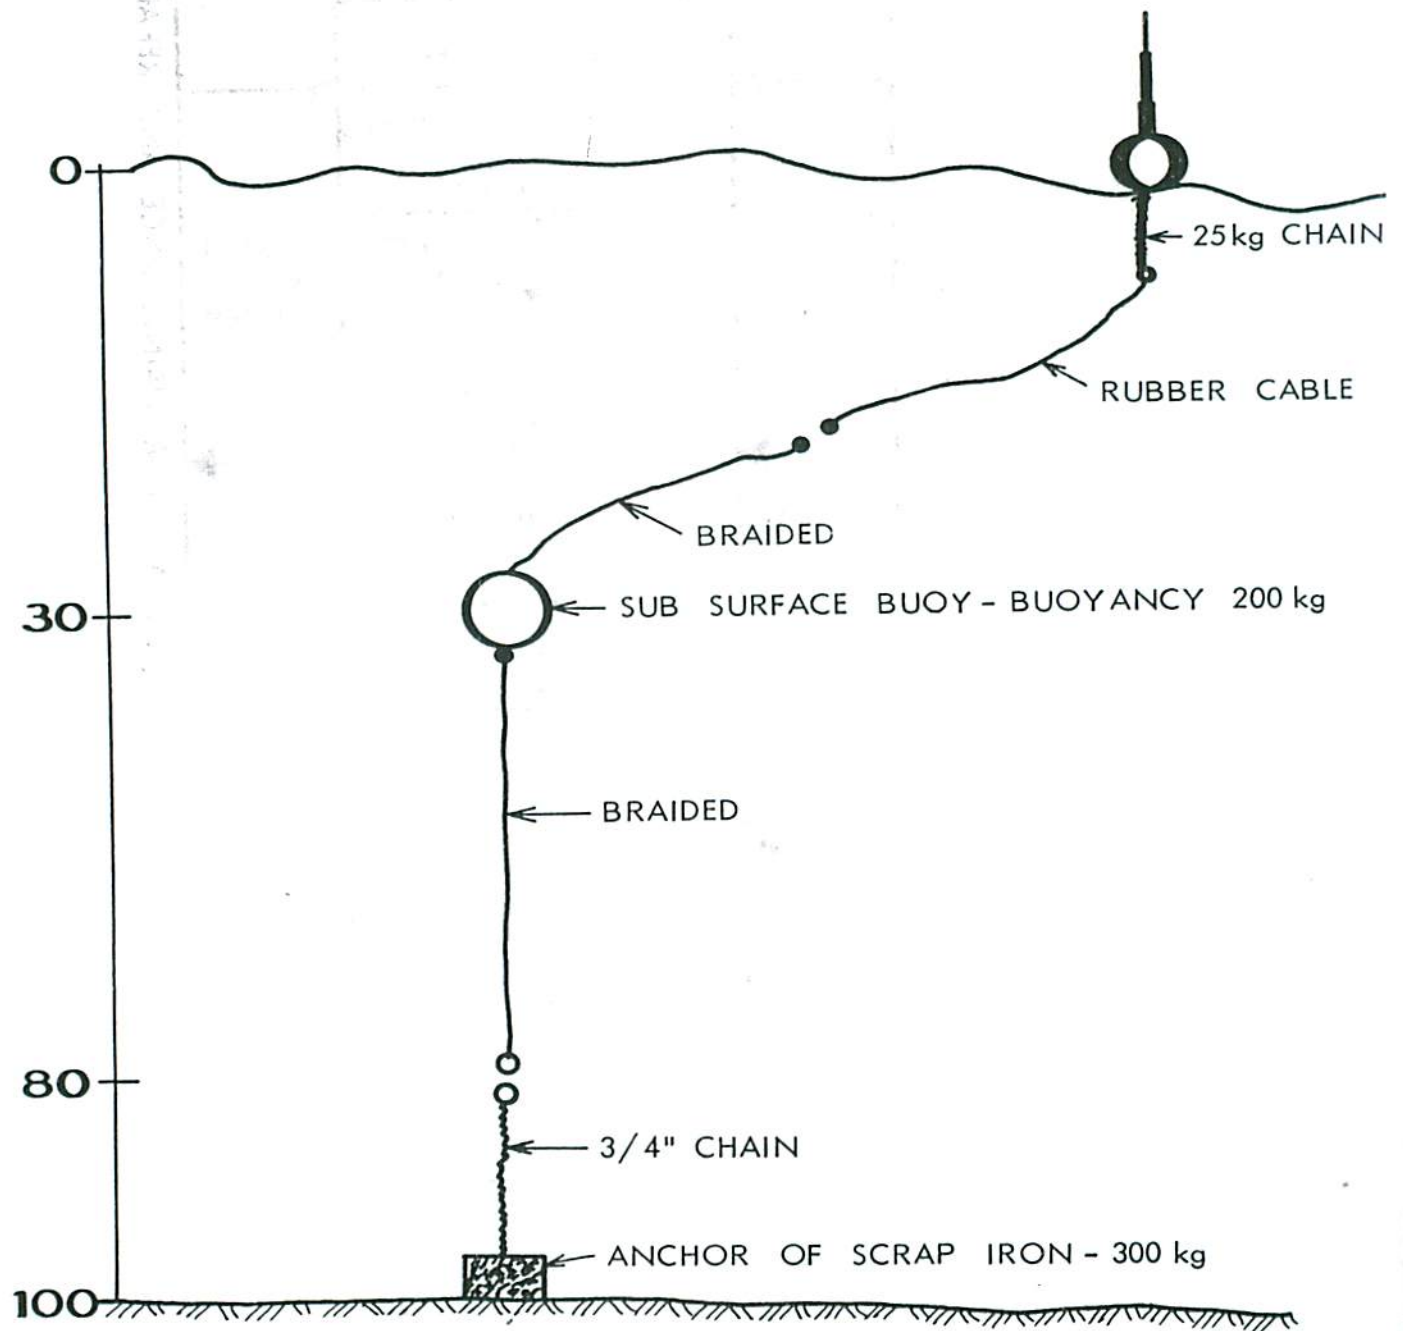 0
25kg CHAIN
RUBBER CABLE
BRAIDED
SUB SURFACE BUOY - BUOYANCY 200 kg
30
BRAIDED
80
3/4" CHAIN
ANCHOR OF SCRAP IRON - 300 kg
100